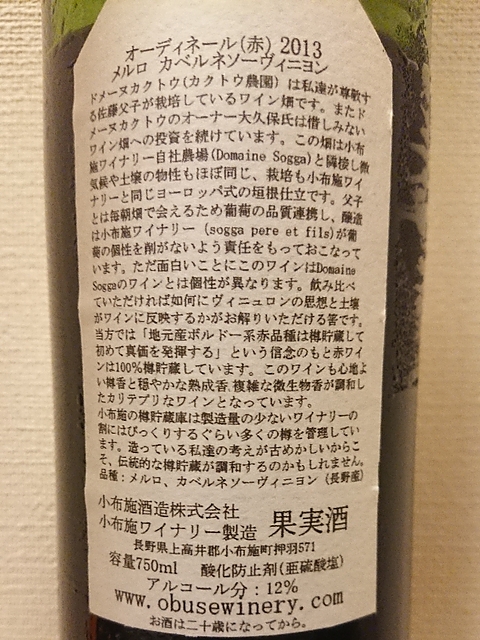 オーディネール(赤) 2013
メルロ カベルネソーヴィニヨン
ドメーヌカクトウ(カクトウ農園) は私達が尊敬す
る佐藤父子が栽培しているワイン畑です。またド
メーヌカクトウのオーナー大久保氏は惜しみない
ワイン畑への投資を続けています。この畑は小布
施ワイナリー自社農場(Domaine Sogga)と隣接し微
気候や土壌の物性もほぼ同じ、栽培も小布施ワイ
ナリーと同じヨーロッパ式の垣根仕立です。父子
とは毎朝畑で会えるため葡萄の品質連携し、醸造
は小布施ワイナリー (sogga pere et fils)が葡
萄の個性を削がないよう責任をもっておこなって
います。ただ面白いことにこのワインはDomaine
Soggaのワインとは個性が異なります。飲み比べ
ていただければ如何にヴィニュロンの思想と土壌
がワインに反映するかがお解りいただける筈です。
当方では「地元産ボルドー系赤品種は樽貯蔵して
初めて真価を発揮する」という信念のもと赤ワイ
ンは100%樽貯蔵しています。このワインも心地よ
い樽香と穏やかな熟成香、複雑な微生物香が調和し
たカリテプリなワインとなっています。
小布施の樽貯蔵庫は製造量の少ないワイナリーの
割にはびっくりするぐらい多くの樽を管理してい
ます。造っている私達の考えが古めかしいからこ
そ、伝統的な樽貯蔵が調和するのかもしれません。
品種：メルロ、カベルネソーヴィニヨン (長野産)
小布施酒造株式会社
小布施ワイナリー製造 果実酒
長野県上高井郡小布施町押羽571
容量750ml 酸化防止剤(亜硫酸塩)
アルコール分：12%
www.obusewinery.com
お酒は二十歳になってから。